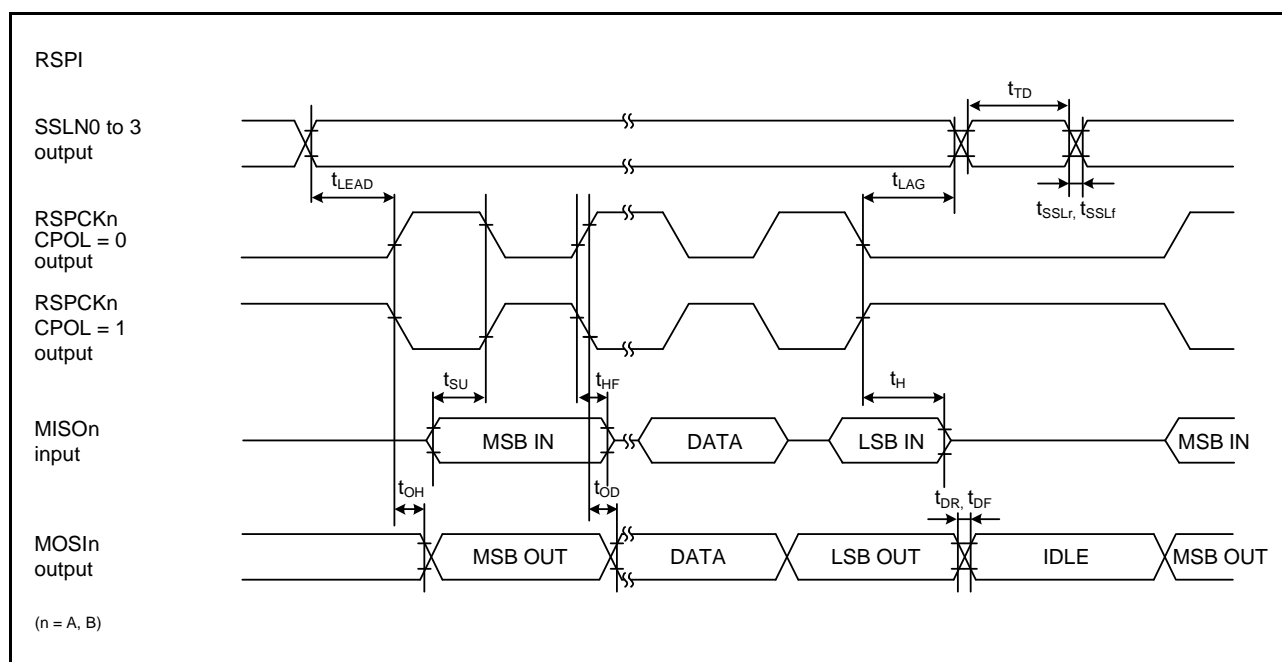 RSPI
SSLN0 to 3
output
tTD
tLEAD
tLAG
tSSLr, tSSLf
RSPCKn
CPOL = 0
output
RSPCKn
CPOL = 1
output
tSU
tHF
tH
MISOn
input
MSB IN
DATA
LSB IN
MSB IN
tOH
tOD
tDR, tDF
MOSIn
output
MSB OUT
DATA
LSB OUT
IDLE
MSB OUT
(n = A, B)